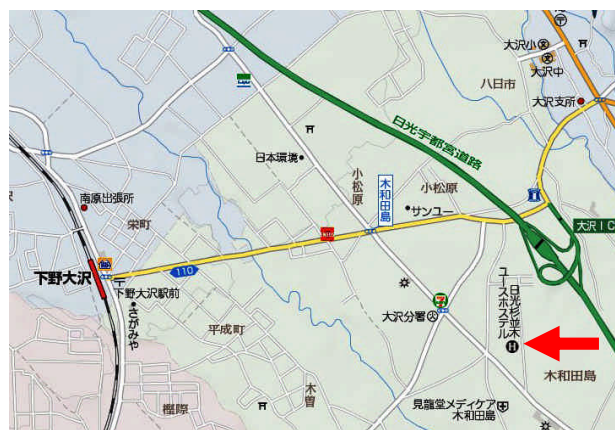 大沢小
大沢中
八日市
大沢支所
日光宇都宮道路
日本環境
小松原
木和田島
小松原
サンユー
南原出張所
栄町
大沢IC
下野大沢
110
下野大沢駅前
さがみや
平成町
7
大沢分署
日光杉並木
ユースホステル
H
木和田島
木曽
見龍堂メディケア
木和田島
樫際